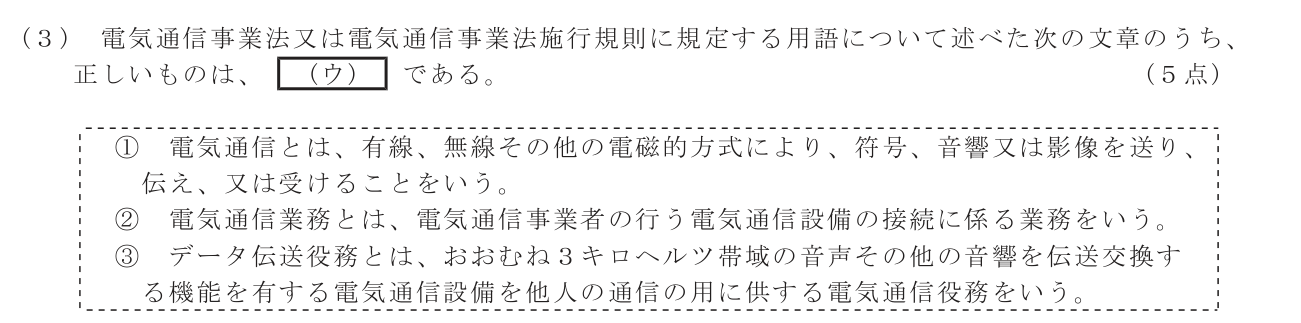 (3) 電気通信事業法又は電気通信事業法施行規則に規定する用語について述べた次の文章のうち、
正しいものは、 (ウ) である。 (5点)
① 電気通信とは、有線、無線その他の電磁的方式により、符号、音響又は影像を送り、
伝え、又は受けることをいう。
② 電気通信業務とは、電気通信事業者の行う電気通信設備の接続に係る業務をいう。
③ データ伝送役務とは、おおむね3キロヘルツ帯域の音声その他の音響を伝送交換す
る機能を有する電気通信設備を他人の通信の用に供する電気通信役務をいう。